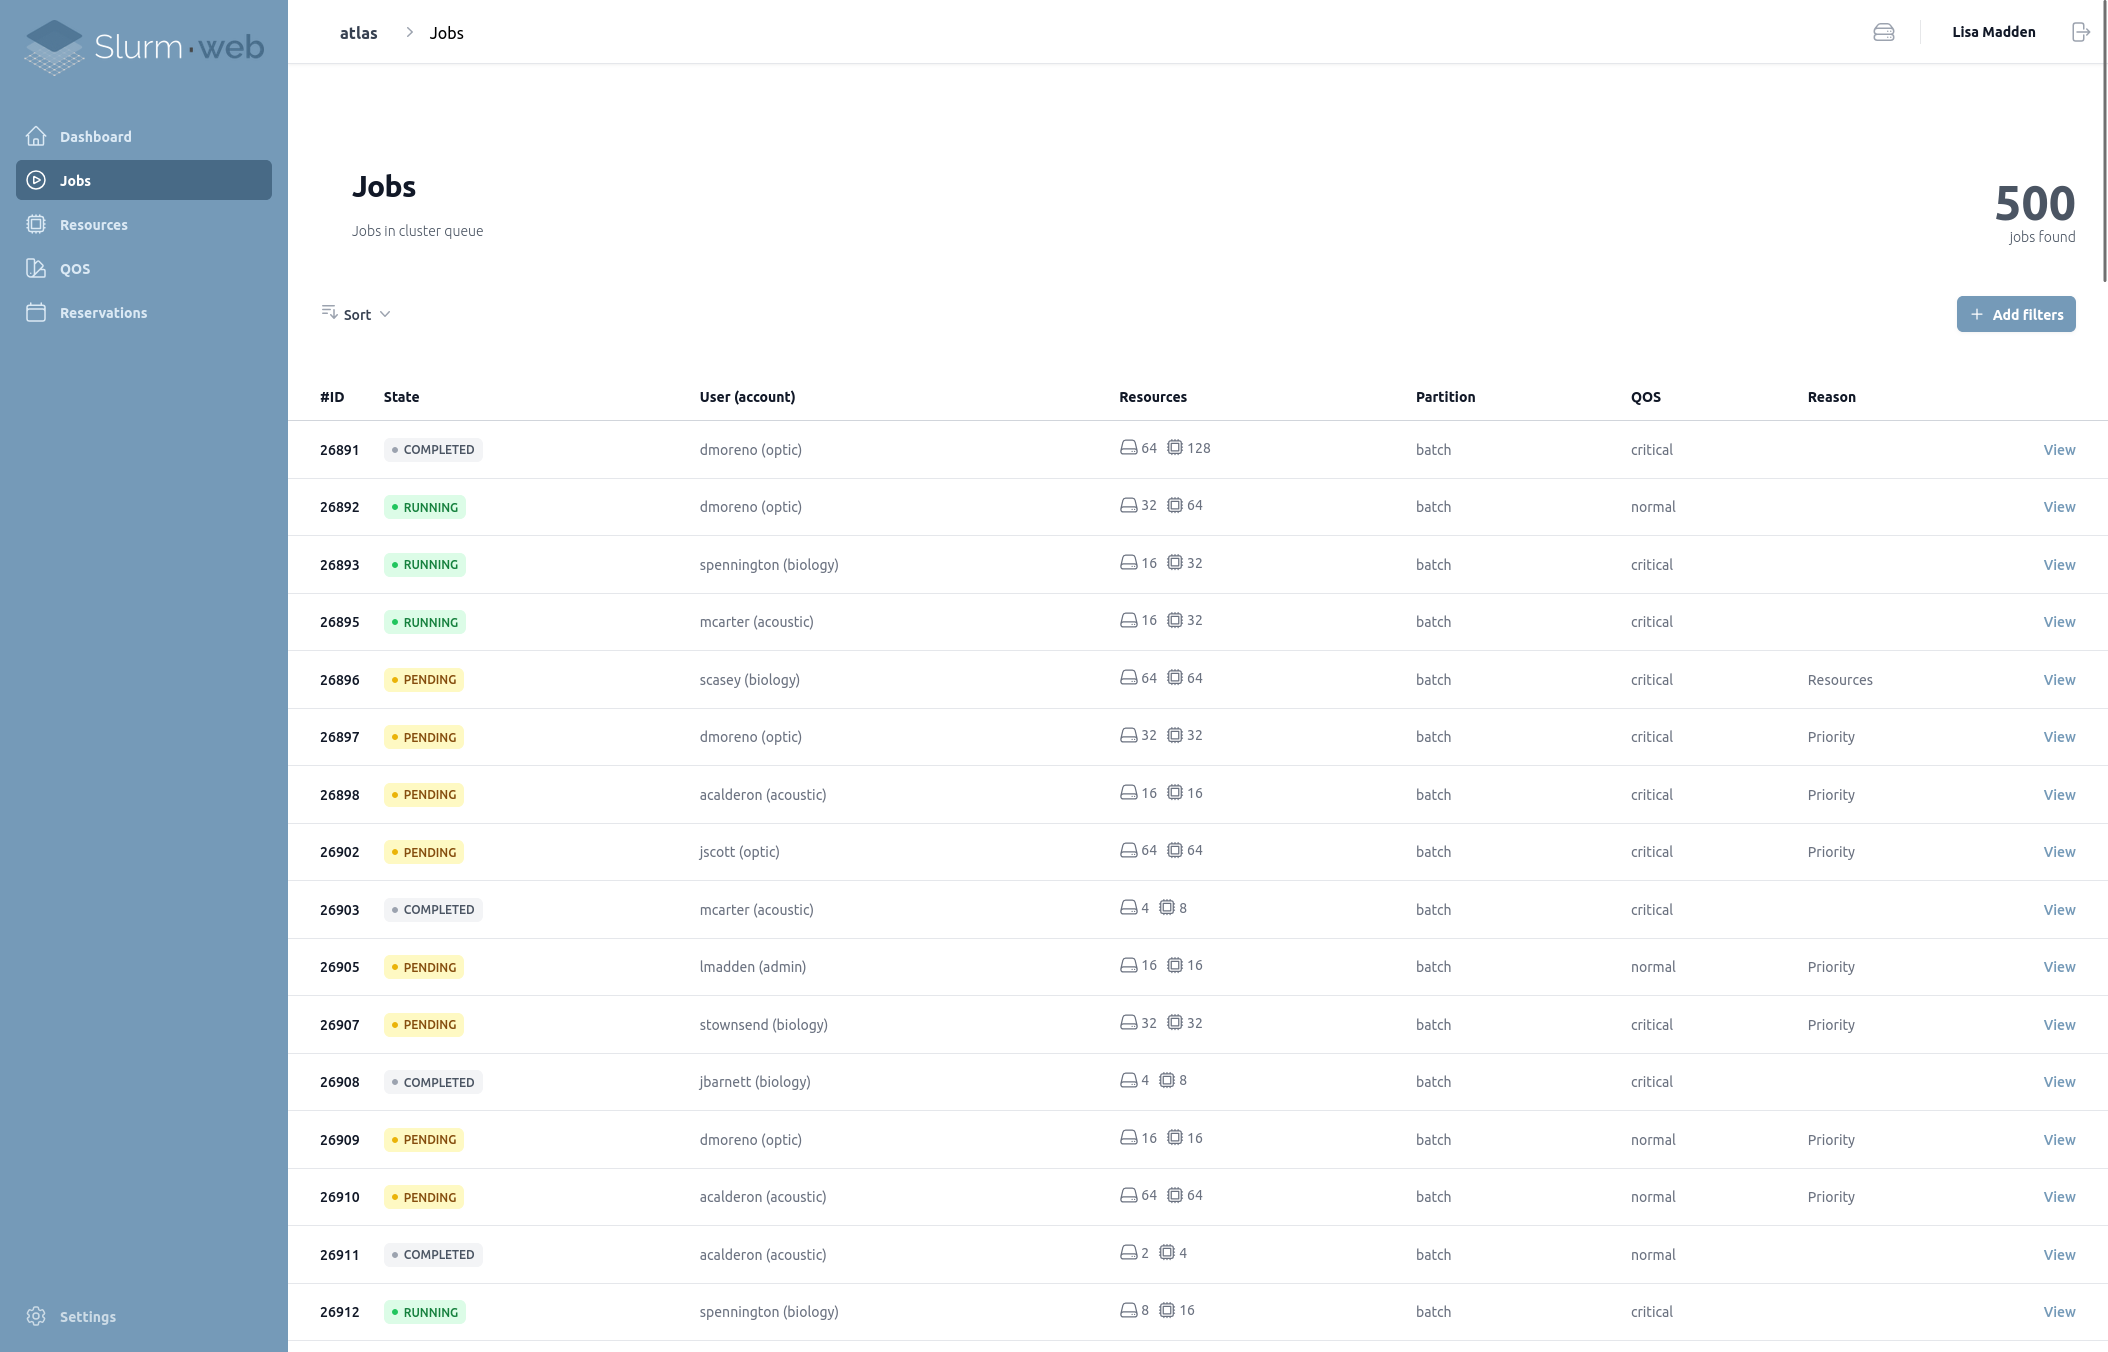 Slurm·web
atlas Jobs Lisa Madden
Dashboard
Jobs
Resources
QOS
Reservations
Settings
Jobs
Jobs in cluster queue
500
jobs found
Sort
+ Add filters
#ID State User (account) Resources Partition QOS Reason
26891 COMPLETED dmoreno (optic) 64 128 batch critical View
26892 RUNNING dmoreno (optic) 32 64 batch normal View
26893 RUNNING spennington (biology) 16 32 batch critical View
26895 RUNNING mcarter (acoustic) 16 32 batch critical View
26896 PENDING scasey (biology) 64 64 batch critical Resources View
26897 PENDING dmoreno (optic) 32 32 batch critical Priority View
26898 PENDING acalderon (acoustic) 16 16 batch critical Priority View
26902 PENDING jscott (optic) 64 64 batch critical Priority View
26903 COMPLETED mcarter (acoustic) 4 8 batch critical View
26905 PENDING lmadden (admin) 16 16 batch normal Priority View
26907 PENDING stownsend (biology) 32 32 batch critical Priority View
26908 COMPLETED jbarnett (biology) 4 8 batch critical View
26909 PENDING dmoreno (optic) 16 16 batch normal Priority View
26910 PENDING acalderon (acoustic) 64 64 batch normal Priority View
26911 COMPLETED acalderon (acoustic) 2 4 batch normal View
26912 RUNNING spennington (biology) 8 16 batch critical View